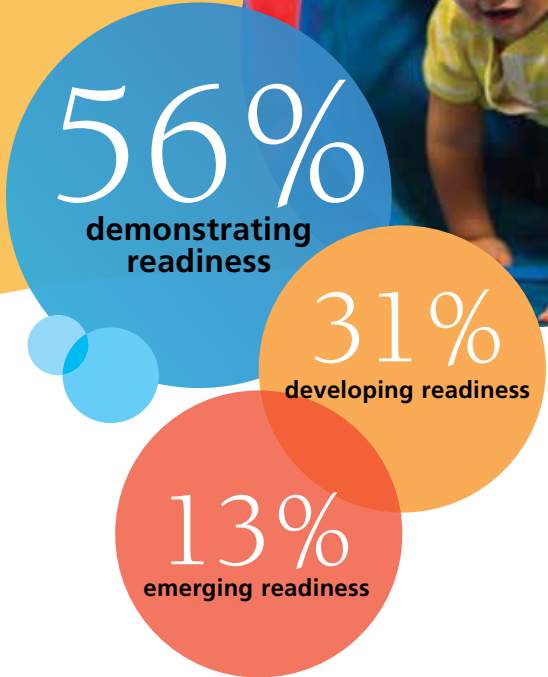 56%
demonstrating
readiness
31%
developing readiness
13%
emerging readiness